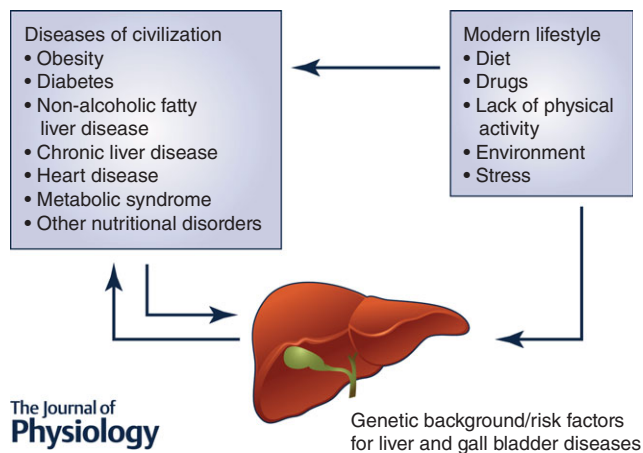 Diseases of civilization
• Obesity
• Diabetes
• Non-alcoholic fatty
liver disease
• Chronic liver disease
• Heart disease
• Metabolic syndrome
• Other nutritional disorders
Modern lifestyle
• Diet
• Drugs
• Lack of physical
activity
• Environment
• Stress
The Journal of
Physiology
Genetic background/risk factors
for liver and gall bladder diseases